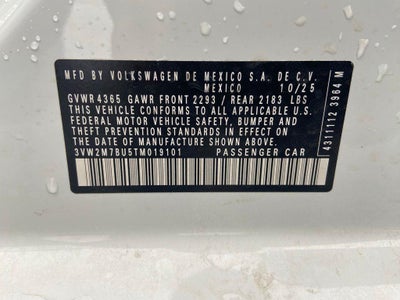 MFD BY VOLKSWAGEN DE MEXICO S.A. DE C.V.
MEXICO 10/25
GVWR 4365 GAWR FRONT 2293 / REAR 2183 LBS
THIS VEHICLE CONFORMS TO ALL APPLICABLE U.S.
FEDERAL MOTOR VEHICLE SAFETY, BUMPER AND
THEFT PREVENTION STANDARDS IN EFFECT ON
THE DATE OF MANUFACTURE SHOWN ABOVE.
3VW2M7BU5TM019101 PASSENGER CAR
4311112 3964 M